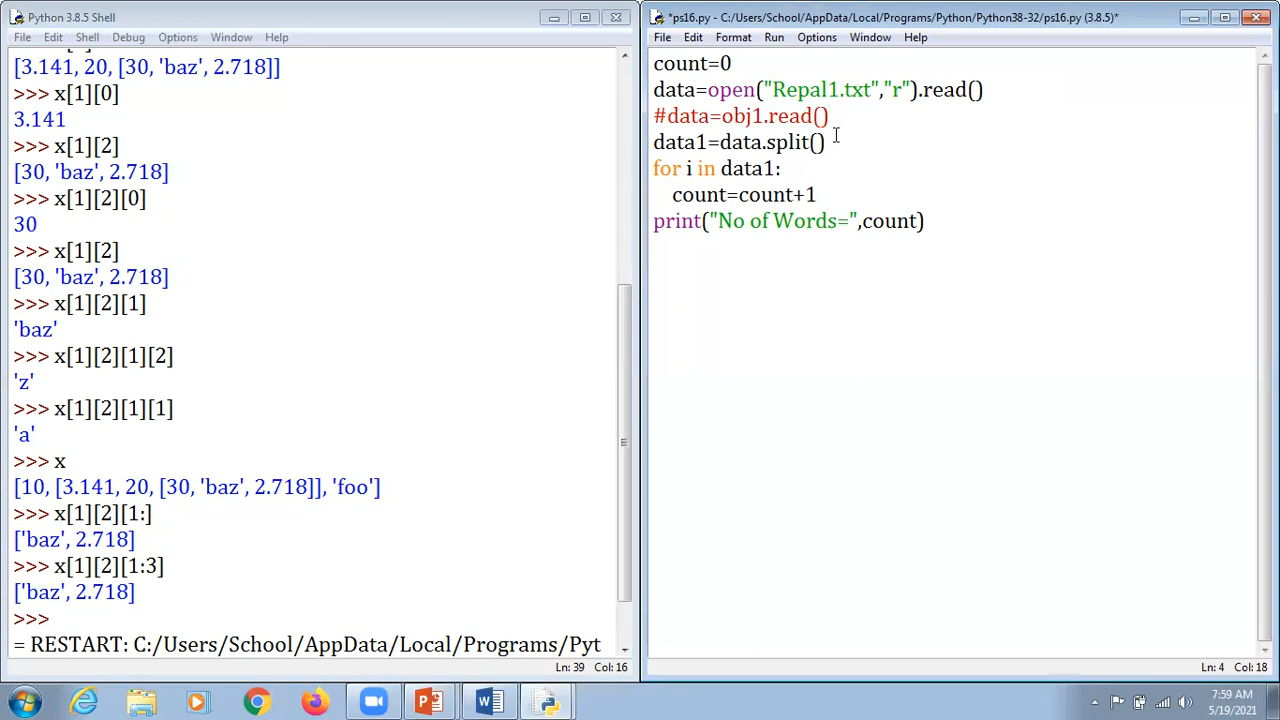 Python 3.8.5 Shell
File Edit Shell Debug Options Window Help
[3.141, 20, [30, 'baz', 2.718]]
>>> x[1][0]
3.141
>>> x[1][2]
[30, 'baz', 2.718]
>>> x[1][2][0]
30
>>> x[1][2]
[30, 'baz', 2.718]
>>> x[1][2][1]
'baz'
>>> x[1][2][1][2]
'z'
>>> x[1][2][1][1]
'a'
>>> x
[10, [3.141, 20, [30, 'baz', 2.718]], 'foo']
>>> x[1][2][1:]
['baz', 2.718]
>>> x[1][2][1:3]
['baz', 2.718]
>>>
= RESTART: C:/Users/School/AppData/Local/Programs/Pyt
Ln: 39 Col: 16
*ps16.py - C:/Users/School/AppData/Local/Programs/Python/Python38-32/ps16.py (3.8.5)*
File Edit Format Run Options Window Help
count=0
data=open("Repal1.txt","r").read()
#data=obj1.read()
data1=data.split()
for i in data1:
count=count+1
print("No of Words=",count)
Ln: 4 Col: 18
7:59 AM
5/19/2021